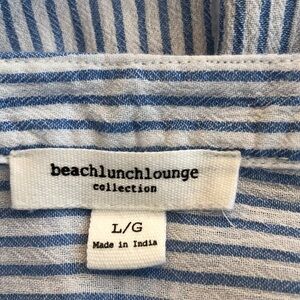 beachlunchlounge
collection
L/G
Made in India